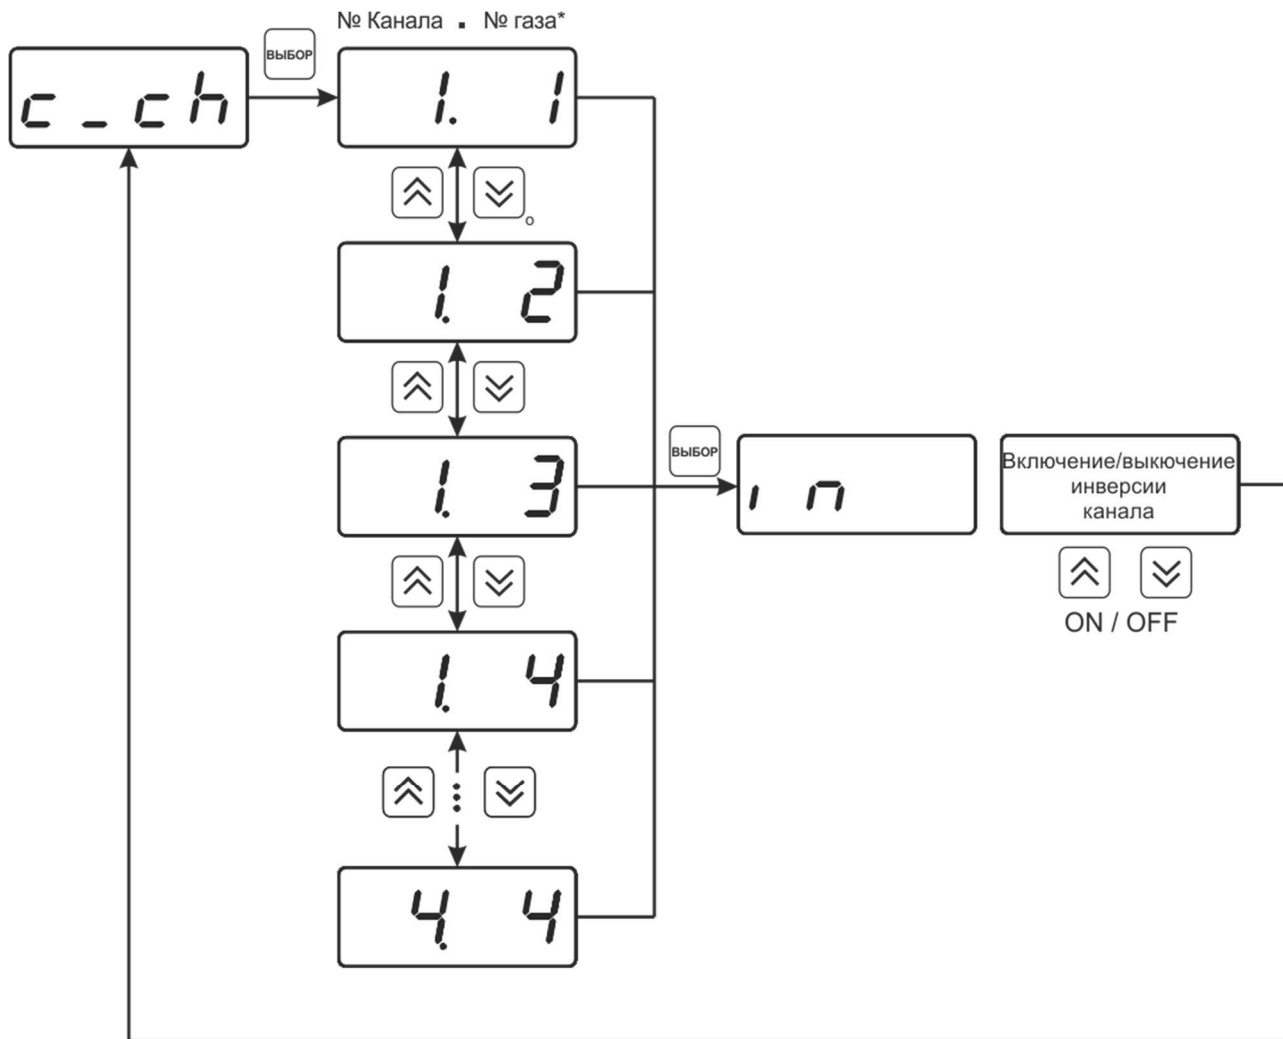 № Канала . № газа*
ВЫБОР
c_ch
1. 1
o
1. 2
1. 3
ВЫБОР
in
Включение/выкючение
инверсии
канала
ON / OFF
1. 4
4. 4